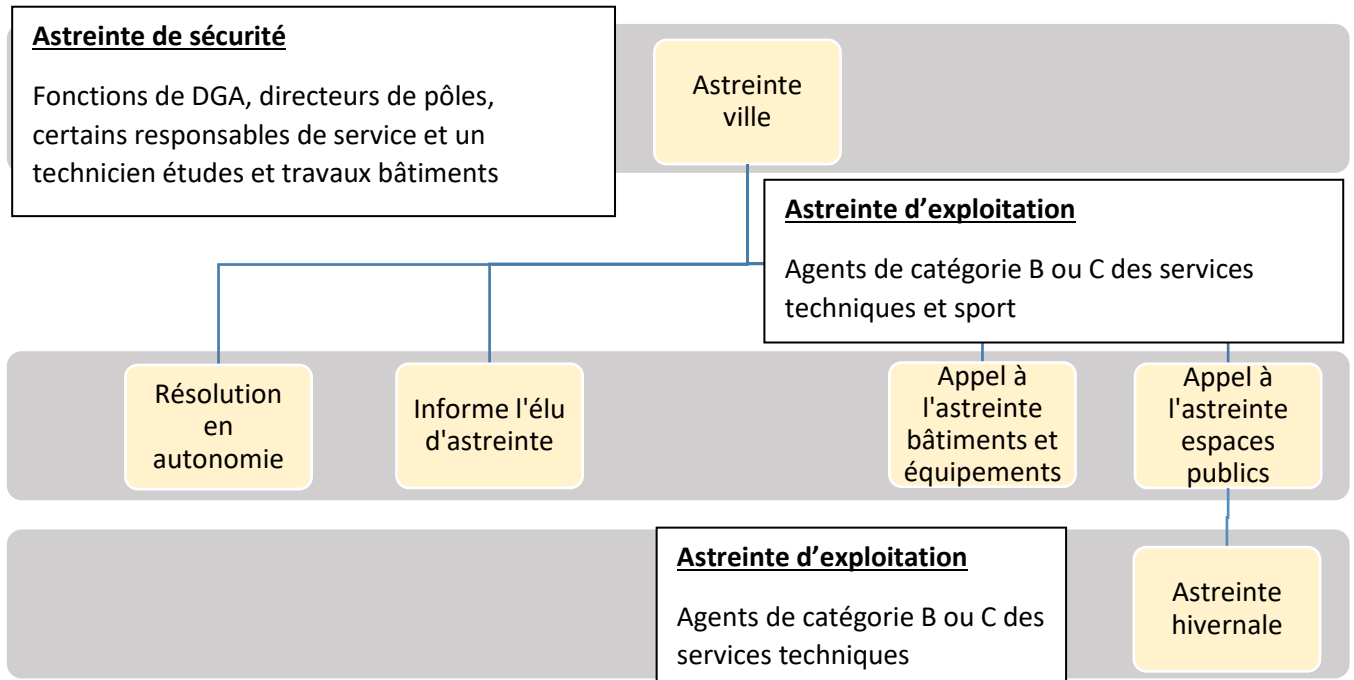 Astreinte de sécurité
Fonctions de DGA, directeurs de pôles,
certains responsables de service et un
technicien études et travaux bâtiments
Astreinte
ville
Astreinte d’exploitation
Agents de catégorie B ou C des services
techniques et sport
Résolution
en
autonomie
Informe l'élu
d'astreinte
Appel à
l'astreinte
bâtiments et
équipements
Appel à
l'astreinte
espaces
publics
Astreinte d’exploitation
Agents de catégorie B ou C des
services techniques
Astreinte
hivernale